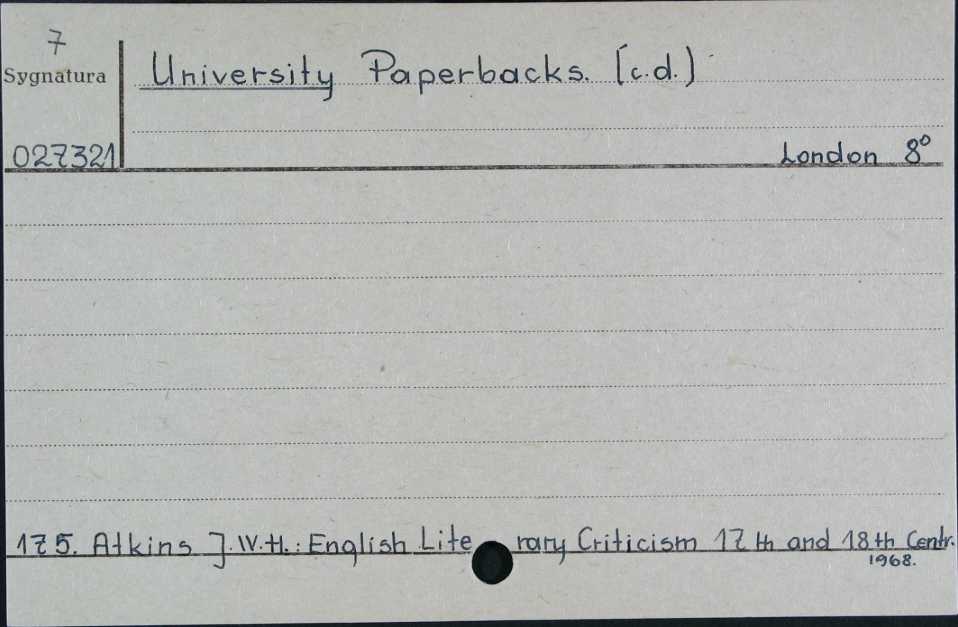 7
Sygnatura
University Paperbacks. (c.d.)
027321
London 8°
175. Atkins J.W.H.: English Lite rary Criticism 17th and 18th Centr.
1968.